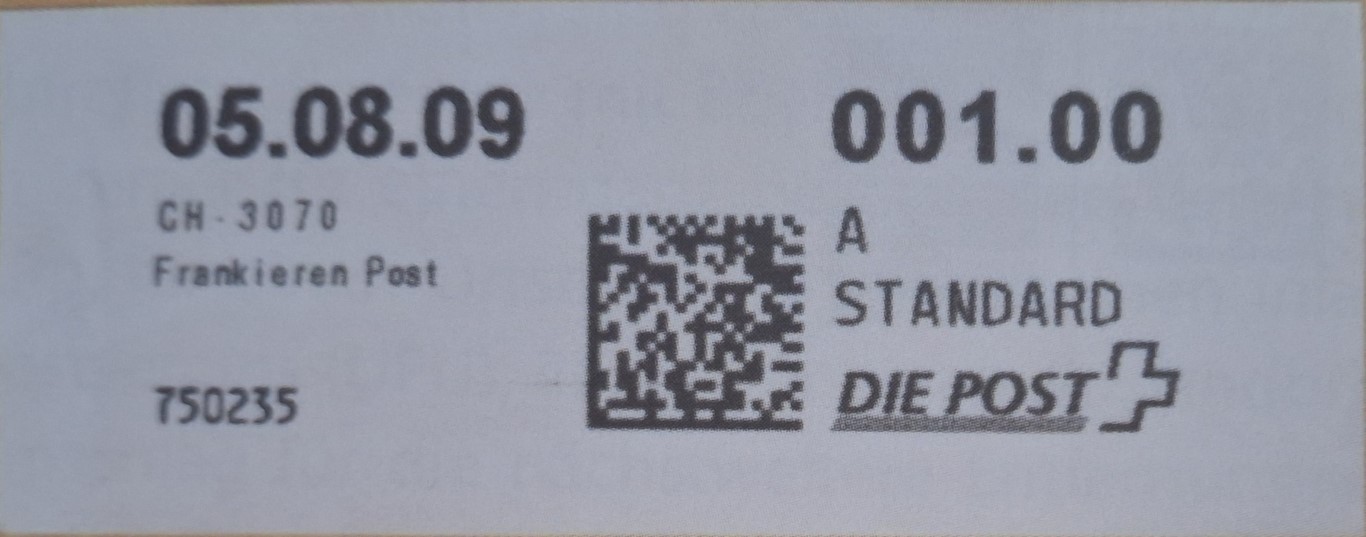 05.08.09
CH-3070
Frankieren Post
750235
001.00
A
STANDARD
DIE POST